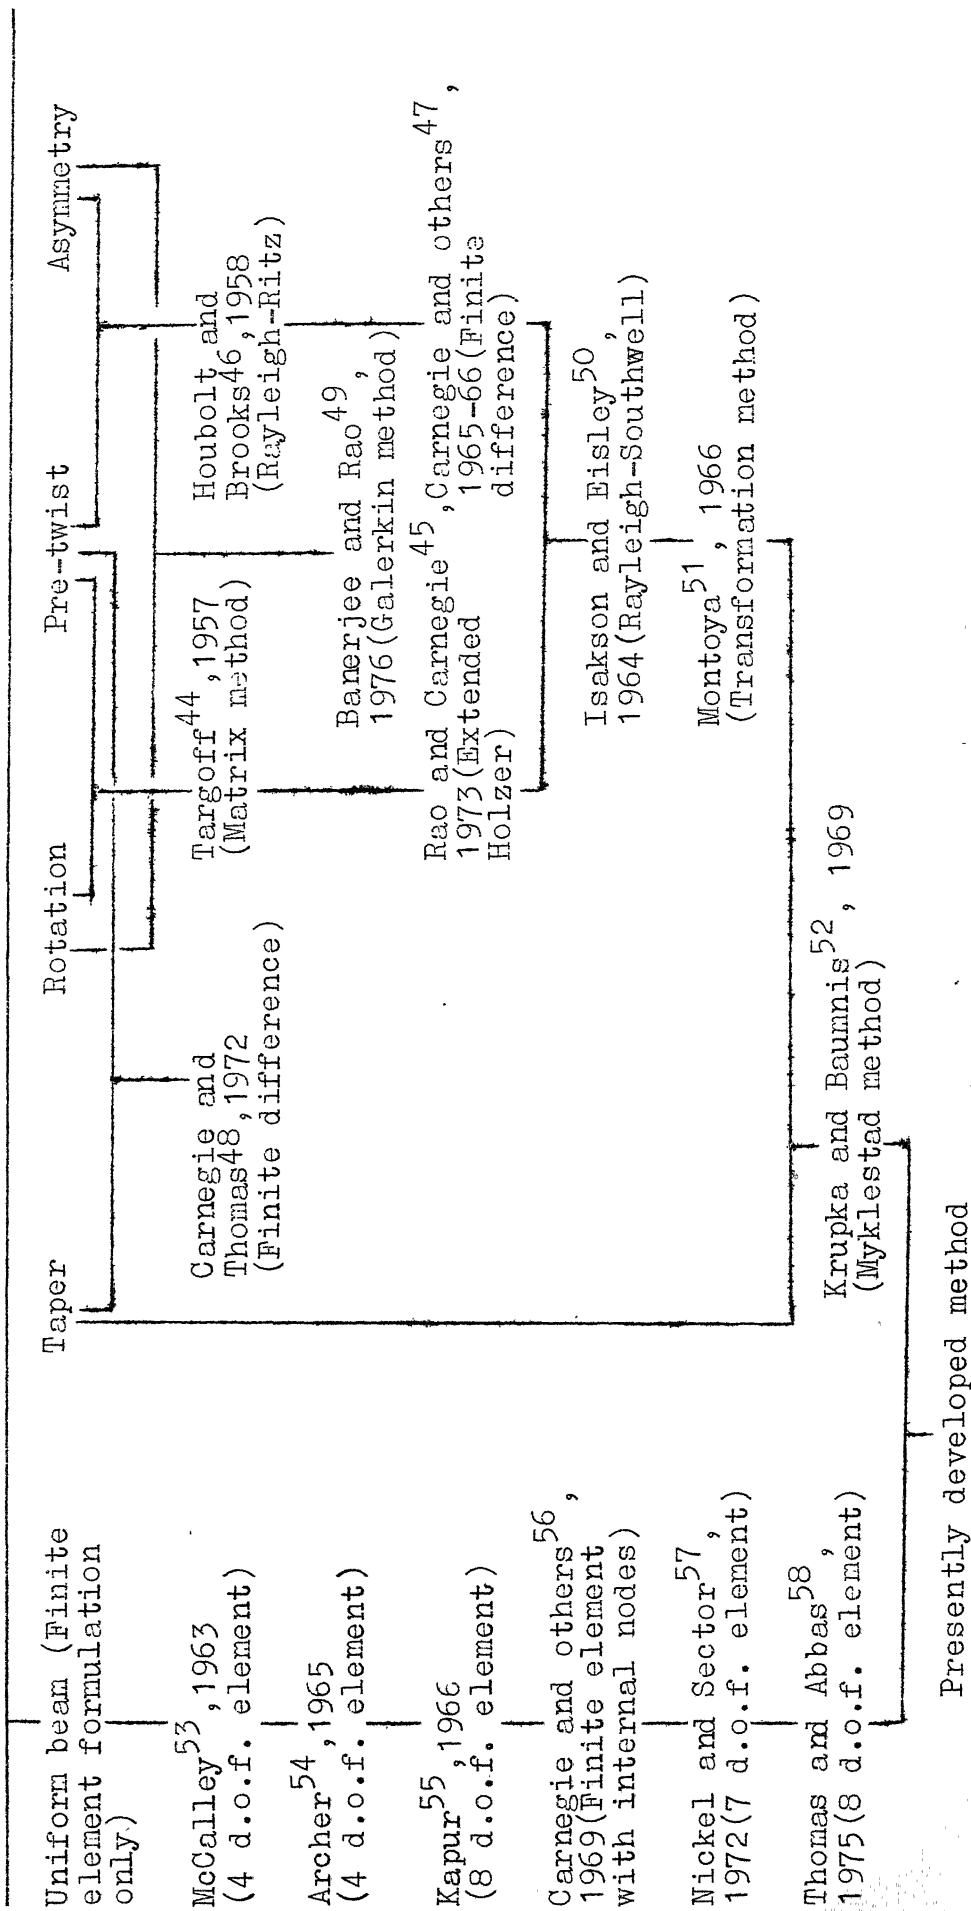 Uniform beam (Finite
element formulation
only)
Taper
Rotation
Pre-twist
Asymmetry
McCalley53,1963
(4 d.o.f. element)
Archer54,1965
(4 d.o.f. element)
Kapur55,1966
(8 d.o.f. element)
Carnegie and others56,
1969(Finite element
with internal nodes)
Nickel and Sector57,
1972(7 d.o.f. element)
Thomas and Abbas58,
1975(8 d.o.f. element)
Carnegie and
Thomas48,1972
(Finite difference)
Targoff44,1957
(Matrix method)
Houbolt and
Brooks46,1958
(Rayleigh-Ritz)
Banerjee and Rao49,
1976(Galerkin method)
Rao and Carnegie45,
1973(Extended
Holzer)
Carnegie and others47,
1965-66(Finite
difference)
Isakson and Eisley50,
1964(Rayleigh-Southwell)
Montoya51, 1966
(Transformation method)
Krupka and Baumnis52, 1969
(Myklestad method)
Presently developed method